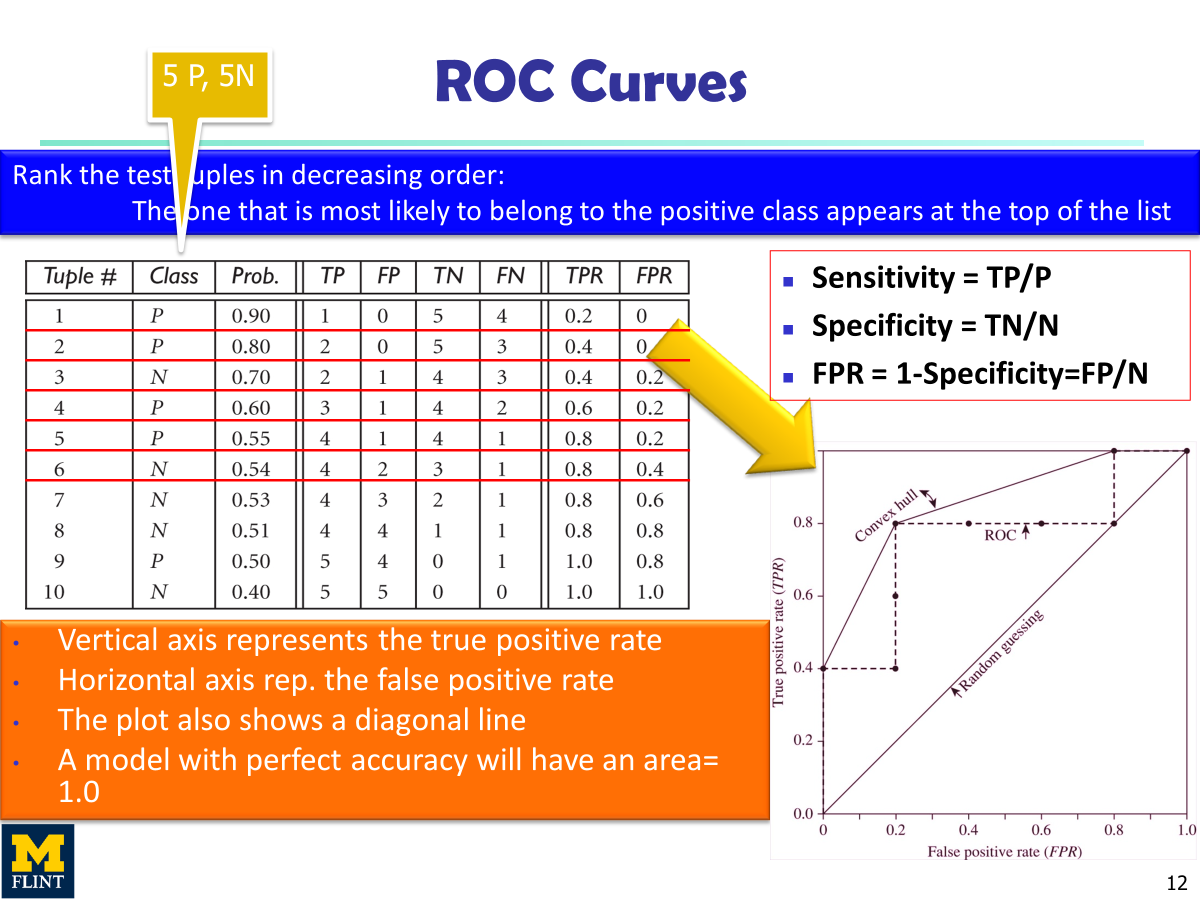 5 P, 5N
ROC Curves
Rank the test tuples in decreasing order:
The one that is most likely to belong to the positive class appears at the top of the list
Tuple # Class Prob. TP FP TN FN TPR FPR
1 P 0.90 1 0 5 4 0.2 0
2 P 0.80 2 0 5 3 0.4 0
3 N 0.70 2 1 4 3 0.4 0.2
4 P 0.60 3 1 4 2 0.6 0.2
5 P 0.55 4 1 4 1 0.8 0.2
6 N 0.54 4 2 3 1 0.8 0.4
7 N 0.53 4 3 2 1 0.8 0.6
8 N 0.51 4 4 1 1 0.8 0.8
9 P 0.50 5 4 0 1 1.0 0.8
10 N 0.40 5 5 0 0 1.0 1.0
▪ Sensitivity = TP/P
▪ Specificity = TN/N
▪ FPR = 1-Specificity=FP/N
• Vertical axis represents the true positive rate
• Horizontal axis rep. the false positive rate
• The plot also shows a diagonal line
• A model with perfect accuracy will have an area=
1.0
Convex hull
ROC
Random guessing
True positive rate (TPR)
0.8
0.6
0.4
0.2
0.0
0 0.2 0.4 0.6 0.8 1.0
False positive rate (FPR)
M
FLINT
12